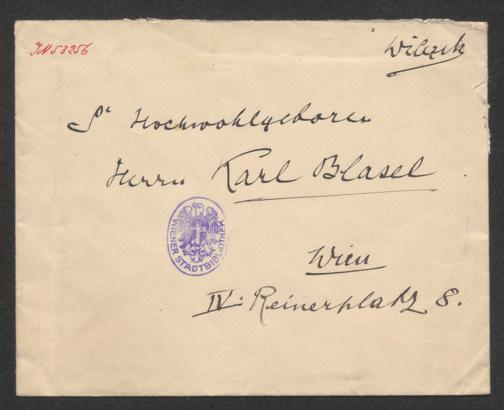 JN 53256
Wilczek
Sr Hochwohlgeboren
Herrn Karl Blasel
WIENER STADTBIBLIOTHEK
Wien
IV. Reinerplatz 8.